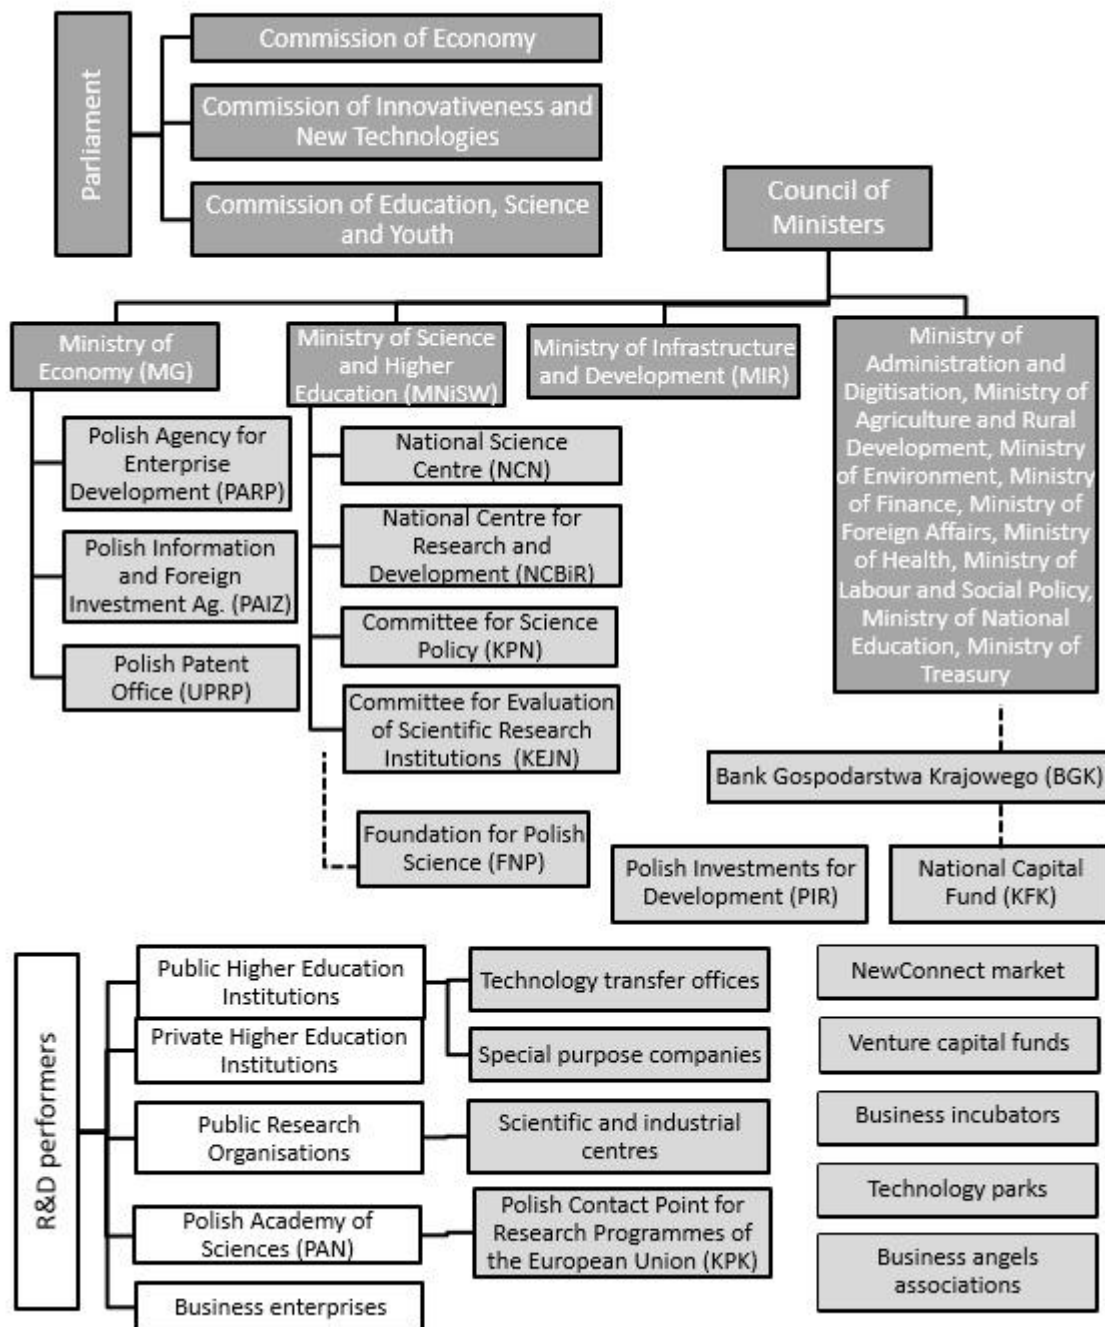 Parliament
Commission of Economy
Commission of Innovativeness and
New Technologies
Commission of Education, Science
and Youth
Council of
Ministers
Ministry of
Economy (MG)
Polish Agency for
Enterprise
Development (PARP)
Polish Information
and Foreign
Investment Ag. (PAIZ)
Polish Patent
Office (UPRP)
Ministry of Science
and Higher
Education (MNiSW)
National Science
Centre (NCN)
National Centre for
Research and
Development (NCBiR)
Committee for Science
Policy (KPN)
Committee for Evaluation
of Scientific Research
Institutions (KEJN)
Foundation for Polish
Science (FNP)
Ministry of Infrastructure
and Development (MIR)
Ministry of
Administration and
Digitisation, Ministry of
Agriculture and Rural
Development, Ministry
of Environment, Ministry
of Finance, Ministry of
Foreign Affairs, Ministry
of Health, Ministry of
Labour and Social Policy,
Ministry of National
Education, Ministry of
Treasury
Bank Gospodarstwa Krajowego (BGK)
Polish Investments for
Development (PIR)
National Capital
Fund (KFK)
R&D performers
Public Higher Education
Institutions
Private Higher Education
Institutions
Public Research
Organisations
Polish Academy of
Sciences (PAN)
Business enterprises
Technology transfer offices
Special purpose companies
Scientific and industrial
centres
Polish Contact Point for
Research Programmes of
the European Union (KPK)
NewConnect market
Venture capital funds
Business incubators
Technology parks
Business angels
associations